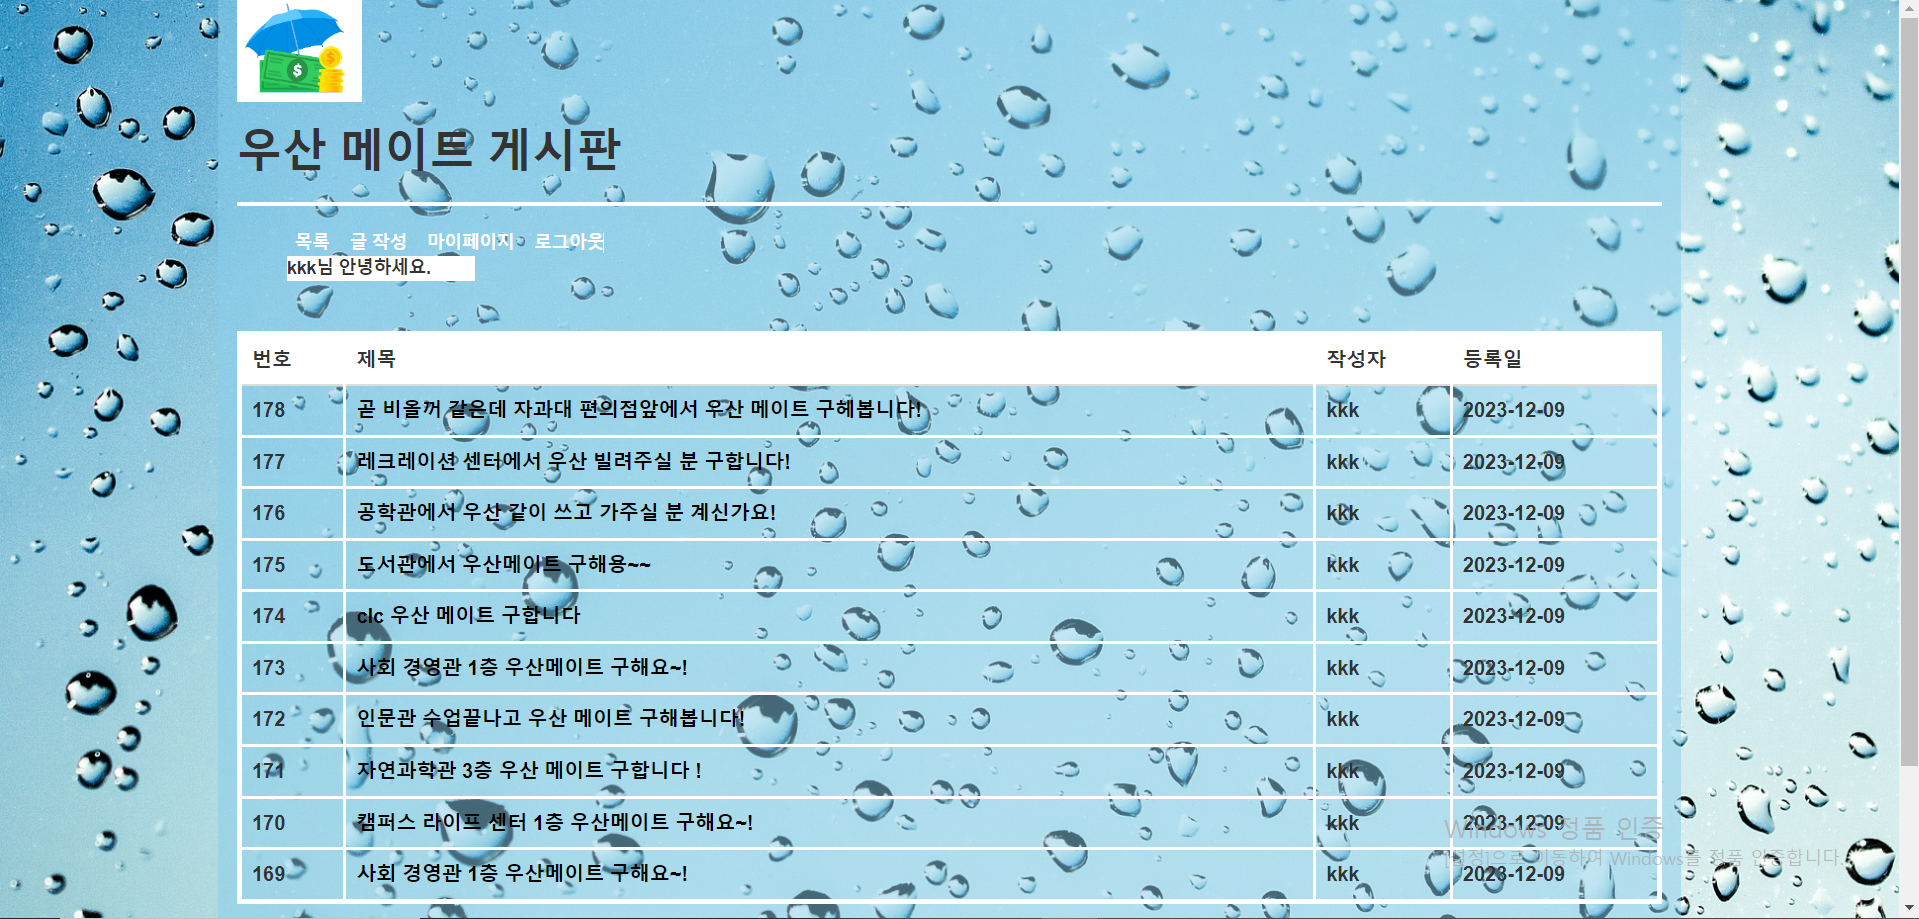 우산 메이트 게시판
목록 글 작성 마이페이지 로그아웃
kkk님 안녕하세요.
번호 제목 작성자 등록일
178 곧 비올꺼 같은데 자과대 편의점앞에서 우산 메이트 구헤봅니다! kkk 2023-12-09
177 레크레이션 센터에서 우산 빌려주실 분 구합니다! kkk 2023-12-09
176 공학관에서 우산 같이 쓰고 가주실 분 계신가요! kkk 2023-12-09
175 도서관에서 우산메이트 구해용~~ kkk 2023-12-09
174 clc 우산 메이트 구합니다 kkk 2023-12-09
173 사회 경영관 1층 우산메이트 구해요~! kkk 2023-12-09
172 인문관 수업끝나고 우산 메이트 구해봅니다! kkk 2023-12-09
171 자연과학관 3층 우산 메이트 구합니다 ! kkk 2023-12-09
170 캠퍼스 라이프 센터 1층 우산메이트 구해요~! kkk 2023-12-09
Windows 정품 인증
[설정]으로 이동하여 Windows를 정품 인증합니다.
169 사회 경영관 1층 우산메이트 구해요~! kkk 2023-12-09